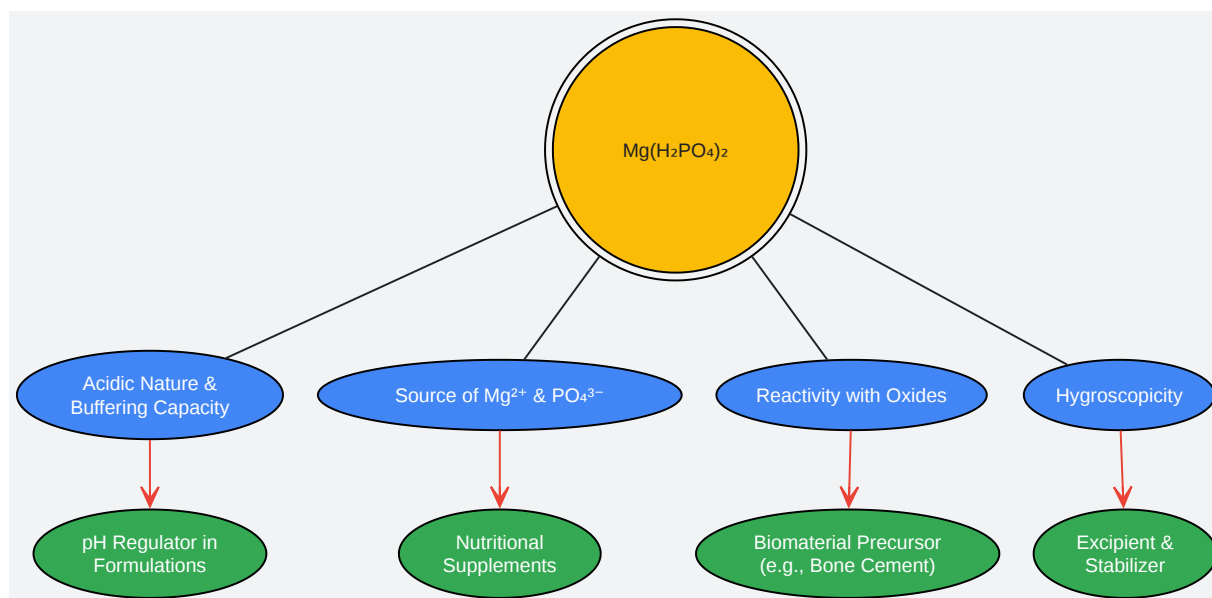 Mg(H₂PO₄)₂
Acidic Nature &
Buffering Capacity
Source of Mg²⁺ & PO₄³⁻
Reactivity with Oxides
Hygroscopicity
pH Regulator in
Formulations
Nutritional
Supplements
Biomaterial Precursor
(e.g., Bone Cement)
Excipient &
Stabilizer